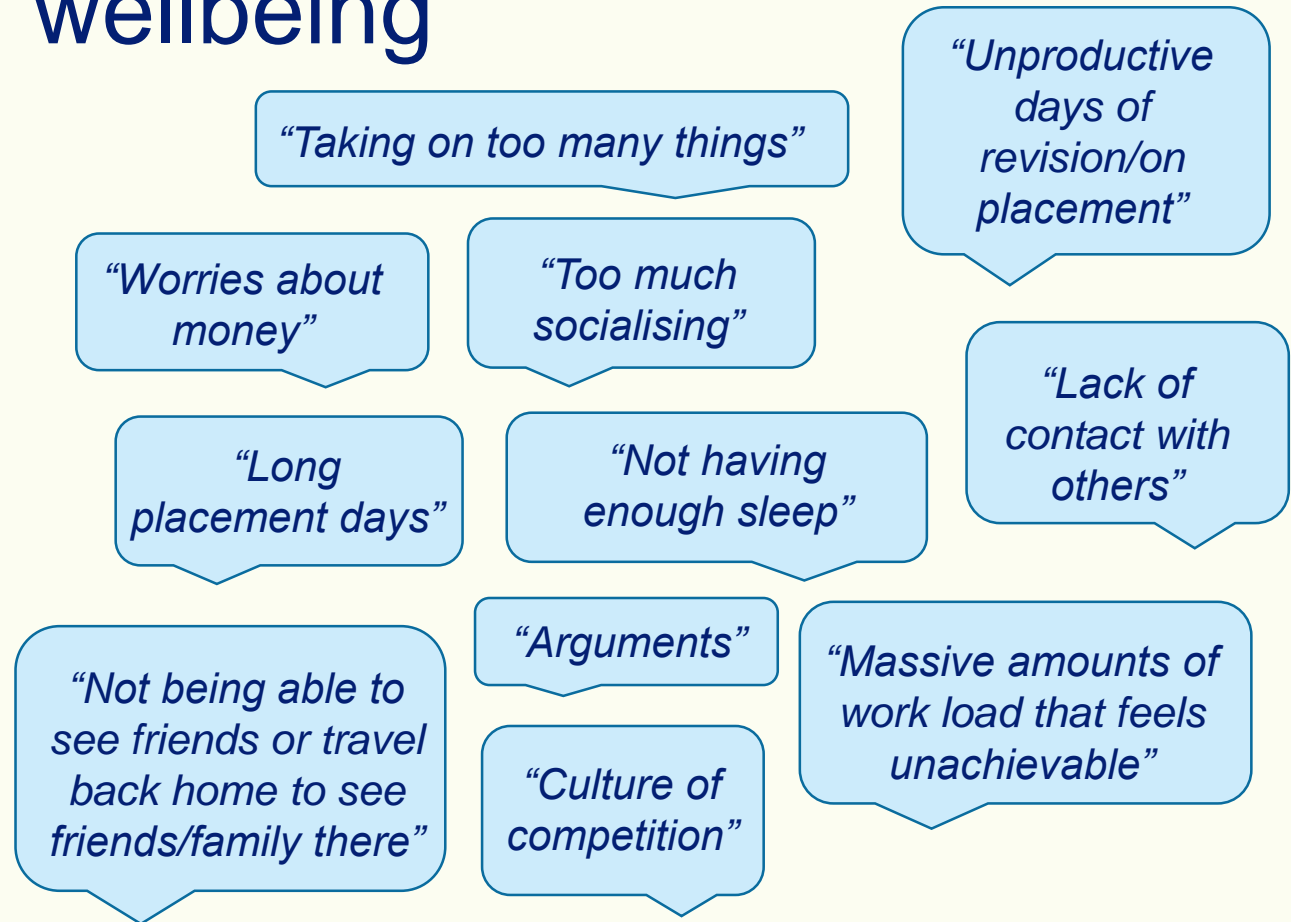 wellbeing
“Taking on too many things”
“Unproductive
days of
revision/on
placement”
“Worries about
money”
“Too much
socialising”
“Lack of
contact with
others”
“Long
placement days”
“Not having
enough sleep”
“Arguments”
“Massive amounts of
work load that feels
unachievable”
“Not being able to
see friends or travel
back home to see
friends/family there”
“Culture of
competition”